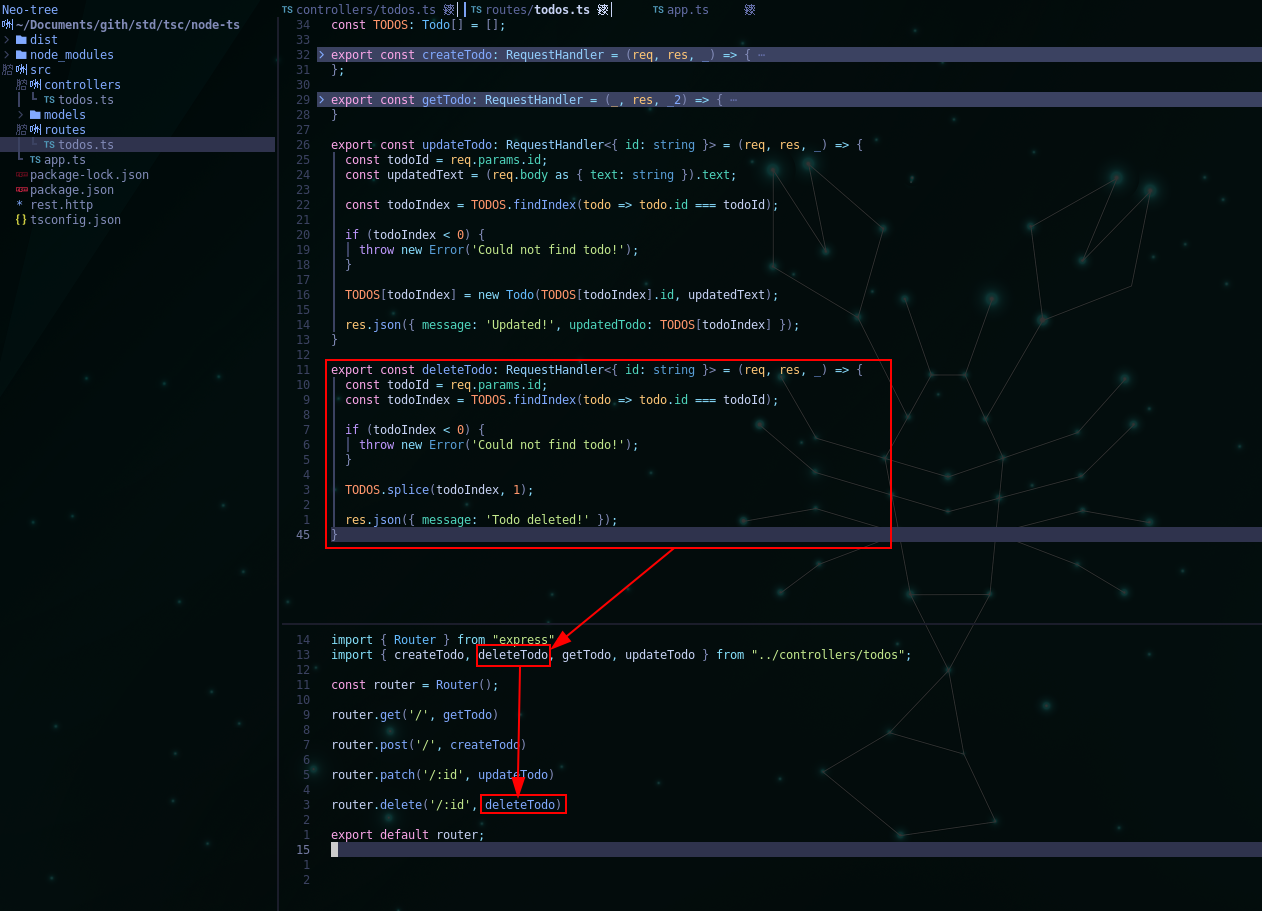 Neo-tree
~/Documents/gith/std/tsc/node-ts
dist
node_modules
src
controllers
TS todos.ts
models
routes
TS todos.ts
TS app.ts
package-lock.json
package.json
* rest.http
{} tsconfig.json
TS controllers/todos.ts TS routes/todos.ts TS app.ts
34 const TODOS: Todo[] = [];
33
32 > export const createTodo: RequestHandler = (req, res, _) => { ⋯
31 };
30
29 > export const getTodo: RequestHandler = (_, res, _2) => { ⋯
28 }
27
26 export const updateTodo: RequestHandler<{ id: string }> = (req, res, _) => {
25 const todoId = req.params.id;
24 const updatedText = (req.body as { text: string }).text;
23
22 const todoIndex = TODOS.findIndex(todo => todo.id === todoId);
21
20 if (todoIndex < 0) {
19 throw new Error('Could not find todo!');
18 }
17
16 TODOS[todoIndex] = new Todo(TODOS[todoIndex].id, updatedText);
15
14 res.json({ message: 'Updated!', updatedTodo: TODOS[todoIndex] });
13 }
12
11 export const deleteTodo: RequestHandler<{ id: string }> = (req, res, _) => {
10 const todoId = req.params.id;
9 const todoIndex = TODOS.findIndex(todo => todo.id === todoId);
8
7 if (todoIndex < 0) {
6 throw new Error('Could not find todo!');
5 }
4
3 TODOS.splice(todoIndex, 1);
2
1 res.json({ message: 'Todo deleted!' });
45 }
14 import { Router } from "express"
13 import { createTodo, deleteTodo, getTodo, updateTodo } from "../controllers/todos";
12
11 const router = Router();
10
9 router.get('/', getTodo)
8
7 router.post('/', createTodo)
6
5 router.patch('/:id', updateTodo)
4
3 router.delete('/:id', deleteTodo)
2
1 export default router;
15
1
2